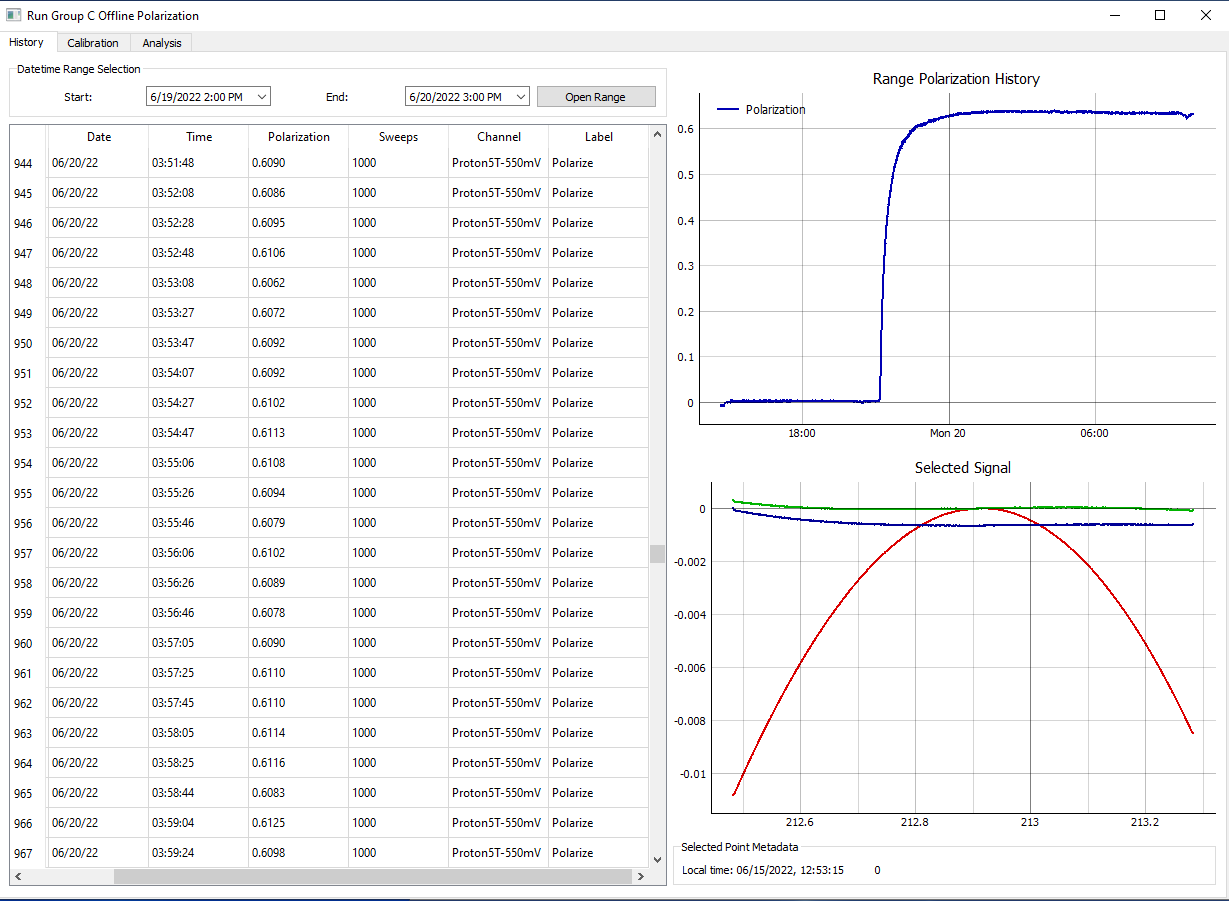 Run Group C Offline Polarization
History Calibration Analysis
Datetime Range Selection
Start: 6/19/2022 2:00 PM End: 6/20/2022 3:00 PM Open Range
Date Time Polarization Sweeps Channel Label
944 06/20/22 03:51:48 0.6090 1000 Proton5T-550mV Polarize
945 06/20/22 03:52:08 0.6086 1000 Proton5T-550mV Polarize
946 06/20/22 03:52:28 0.6095 1000 Proton5T-550mV Polarize
947 06/20/22 03:52:48 0.6106 1000 Proton5T-550mV Polarize
948 06/20/22 03:53:08 0.6062 1000 Proton5T-550mV Polarize
949 06/20/22 03:53:27 0.6072 1000 Proton5T-550mV Polarize
950 06/20/22 03:53:47 0.6092 1000 Proton5T-550mV Polarize
951 06/20/22 03:54:07 0.6092 1000 Proton5T-550mV Polarize
952 06/20/22 03:54:27 0.6102 1000 Proton5T-550mV Polarize
953 06/20/22 03:54:47 0.6113 1000 Proton5T-550mV Polarize
954 06/20/22 03:55:06 0.6108 1000 Proton5T-550mV Polarize
955 06/20/22 03:55:26 0.6094 1000 Proton5T-550mV Polarize
956 06/20/22 03:55:46 0.6079 1000 Proton5T-550mV Polarize
957 06/20/22 03:56:06 0.6102 1000 Proton5T-550mV Polarize
958 06/20/22 03:56:26 0.6089 1000 Proton5T-550mV Polarize
959 06/20/22 03:56:46 0.6078 1000 Proton5T-550mV Polarize
960 06/20/22 03:57:05 0.6090 1000 Proton5T-550mV Polarize
961 06/20/22 03:57:25 0.6110 1000 Proton5T-550mV Polarize
962 06/20/22 03:57:45 0.6110 1000 Proton5T-550mV Polarize
963 06/20/22 03:58:05 0.6114 1000 Proton5T-550mV Polarize
964 06/20/22 03:58:25 0.6116 1000 Proton5T-550mV Polarize
965 06/20/22 03:58:44 0.6083 1000 Proton5T-550mV Polarize
966 06/20/22 03:59:04 0.6125 1000 Proton5T-550mV Polarize
967 06/20/22 03:59:24 0.6098 1000 Proton5T-550mV Polarize
Range Polarization History
Polarization
0.6
0.5
0.4
0.3
0.2
0.1
0
18:00 Mon 20 06:00
Selected Signal
0
-0.002
-0.004
-0.006
-0.008
-0.01
212.6 212.8 213 213.2
Selected Point Metadata
Local time: 06/15/2022, 12:53:15 0